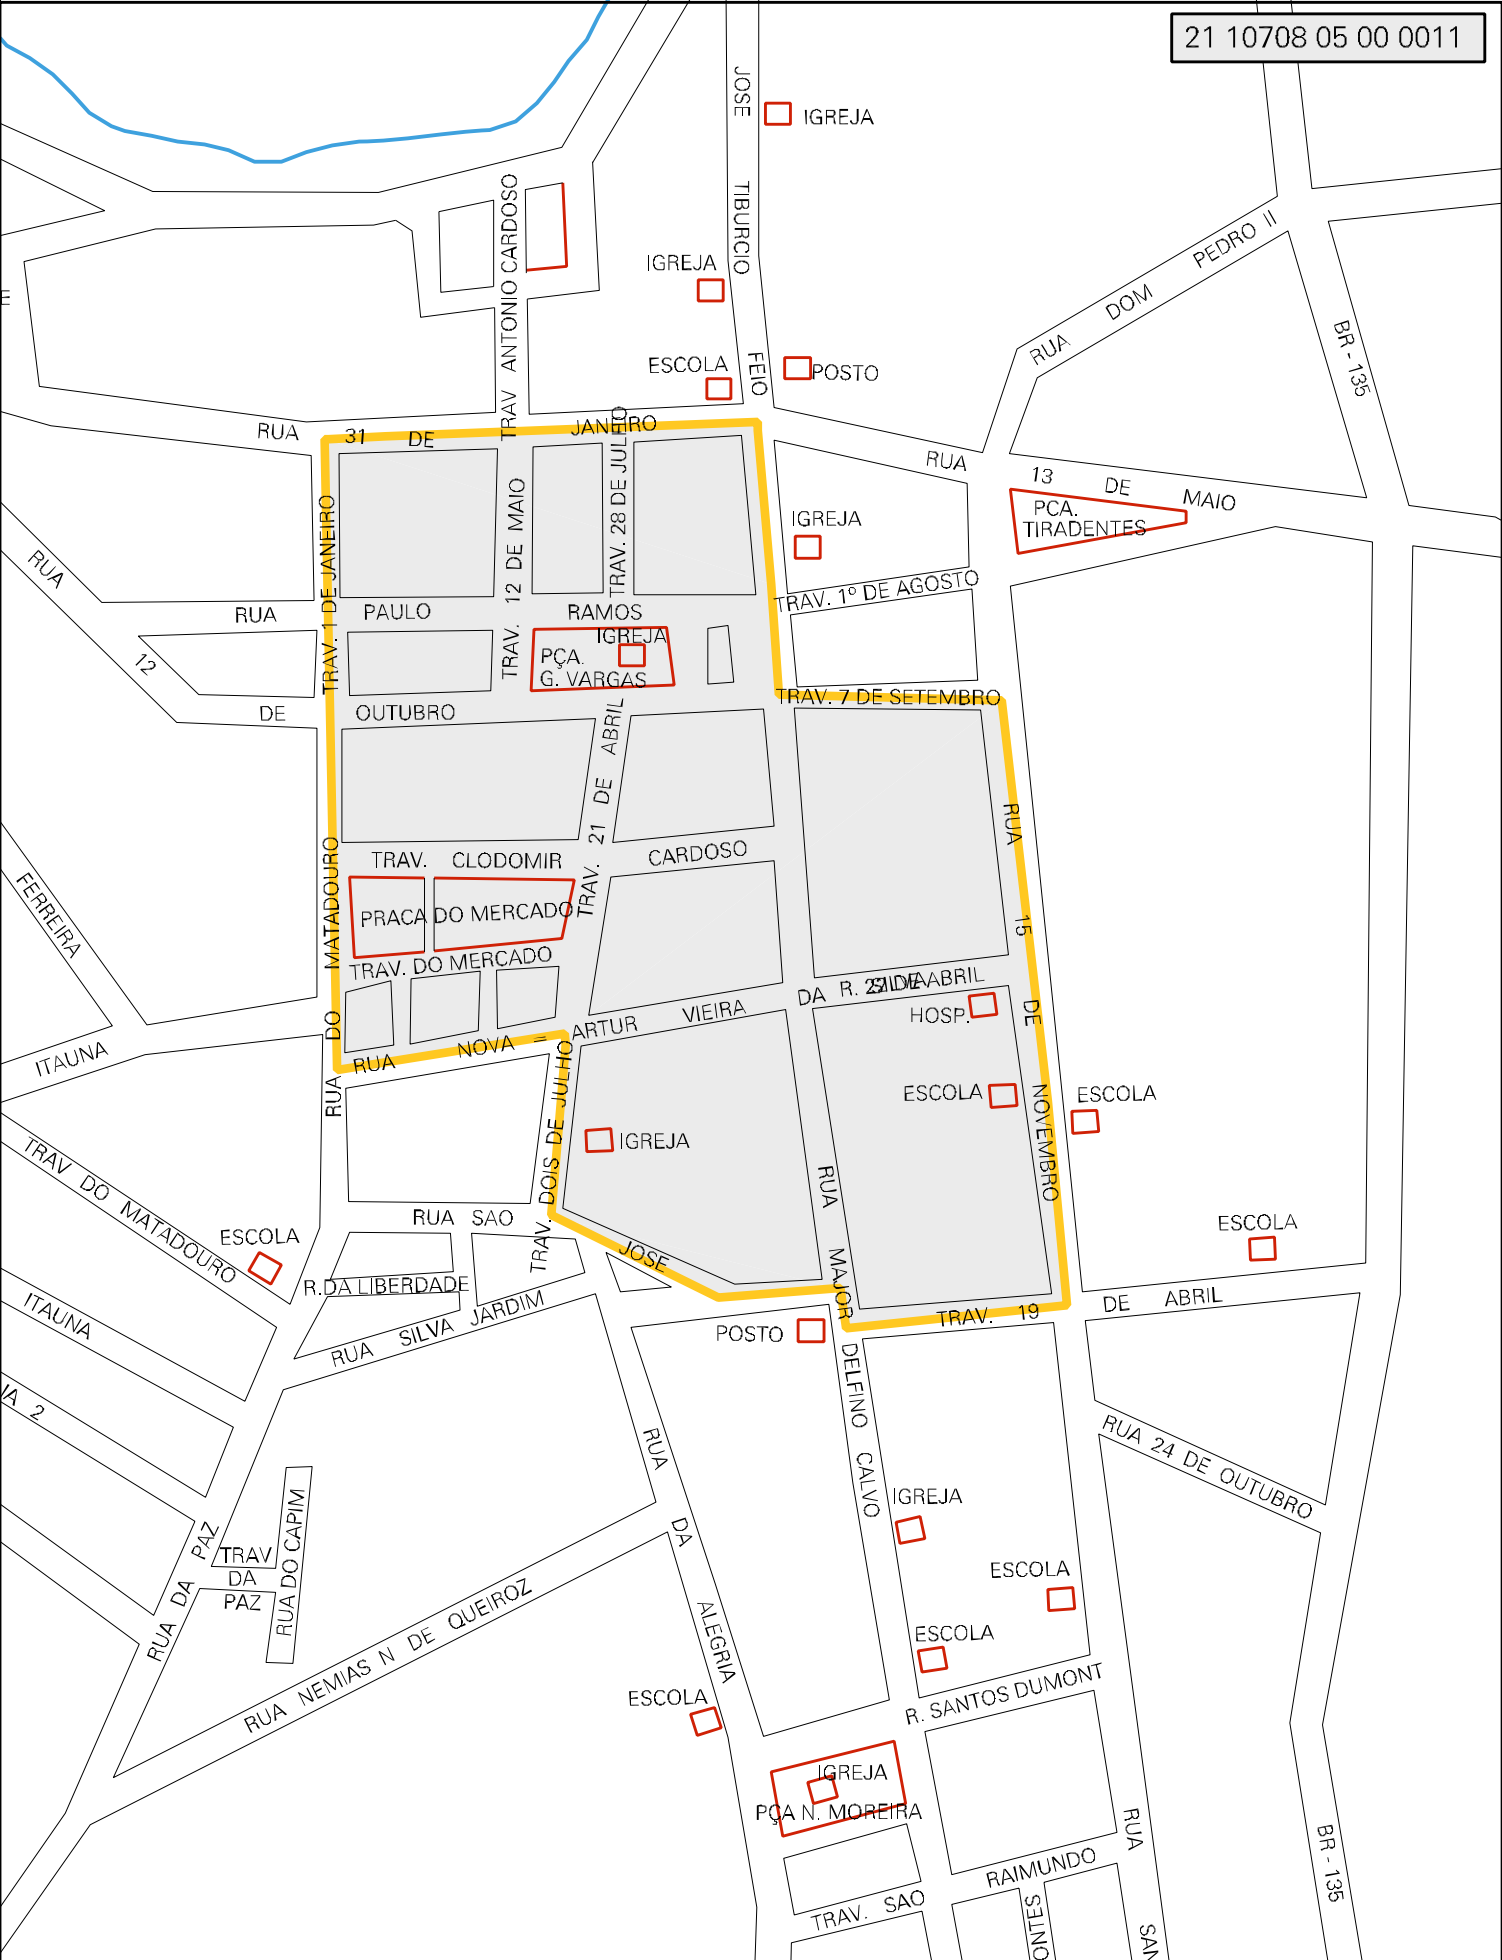 21 10708 05 00 0011
JOSE TIBURCIO FEIO
IGREJA
TRAV ANTONIO CARDOSO
IGREJA
RUA DOM PEDRO II
BR - 135
E
ESCOLA
POSTO
RUA 31 DE JANEIRO
RUA 13 DE MAIO
PCA.
TIRADENTES
TRAV. 28 DE JULHO
TRAV. 12 DE MAIO
TRAV. 1 DE JANEIRO
IGREJA
TRAV. 1º DE AGOSTO
RUA PAULO RAMOS
IGREJA
PÇA.
G. VARGAS
RUA 12 DE OUTUBRO
TRAV. 7 DE SETEMBRO
TRAV. 21 DE ABRIL
RUA 15 DE NOVEMBRO
TRAV. CLODOMIR CARDOSO
RUA DO MATADOURO
PRACA DO MERCADO
TRAV. DO MERCADO
FERREIRA
ITAUNA
RUA NOVA =
ARTUR VIEIRA DA
R. 22 DE ABRIL
HOSP.
ESCOLA
ESCOLA
TRAV. DOIS DE JULHO
IGREJA
RUA MAJOR DELFINO CALVO
TRAV DO MATADOURO
ESCOLA
RUA SAO JOSE
ESCOLA
R.DA LIBERDADE
RUA SILVA JARDIM
TRAV. 19 DE ABRIL
POSTO
ITAUNA
UA 2
RUA 24 DE OUTUBRO
RUA DA ALEGRIA
RUA DA PAZ
TRAV
DA
PAZ
RUA DO CAPIM
IGREJA
ESCOLA
ESCOLA
RUA NEMIAS N DE QUEIROZ
ESCOLA
R. SANTOS DUMONT
IGREJA
PÇA N. MOREIRA
RUA SAN
BR - 135
RAIMUNDO
TRAV. SAO
ONTES